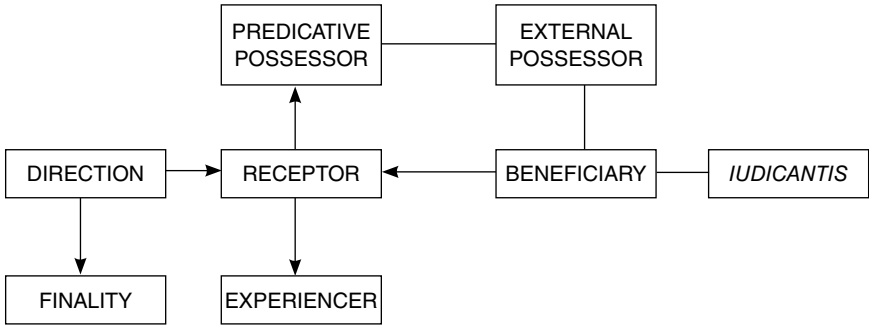 PREDICATIVE
POSSESSOR
EXTERNAL
POSSESSOR
DIRECTION
RECEPTOR
BENEFICIARY
IUDICANTIS
FINALITY
EXPERIENCER